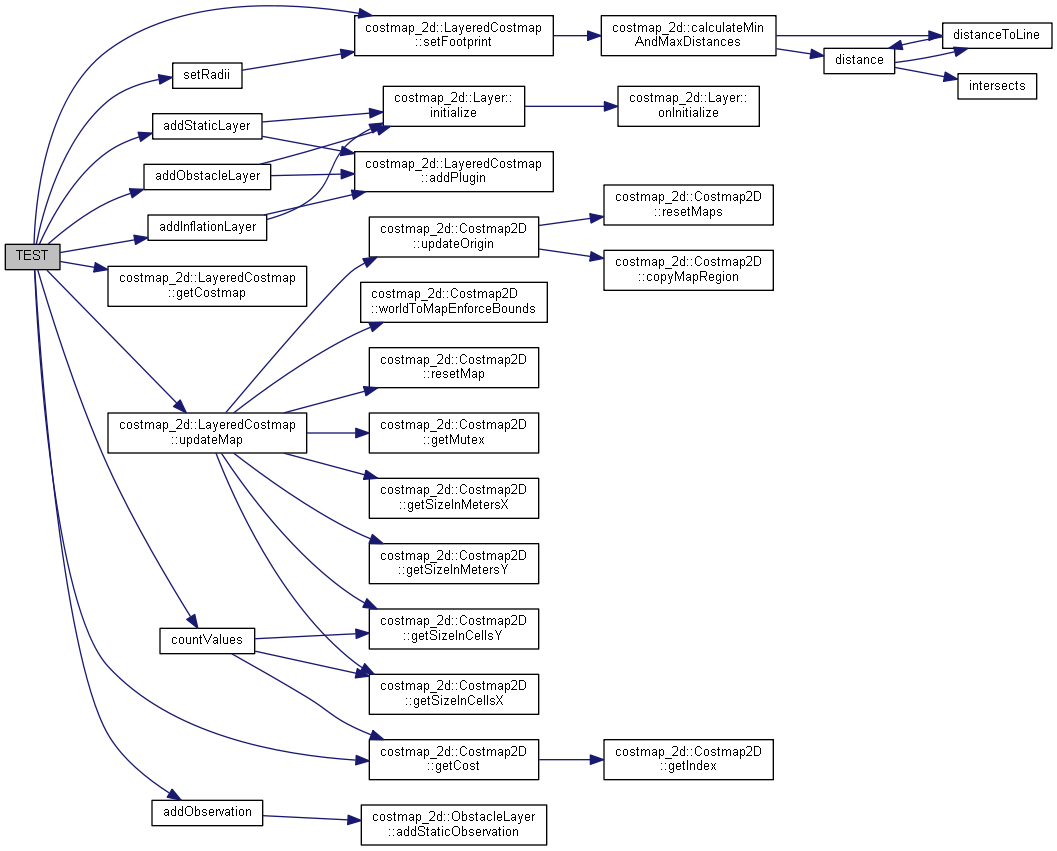 costmap_2d::LayeredCostmap
::setFootprint
costmap_2d::calculateMin
AndMaxDistances
distanceToLine
distance
intersects
setRadii
costmap_2d::Layer::
initialize
costmap_2d::Layer::
onInitialize
addStaticLayer
costmap_2d::LayeredCostmap
::addPlugin
addObstacleLayer
addInflationLayer
costmap_2d::Costmap2D
::updateOrigin
costmap_2d::Costmap2D
::resetMaps
costmap_2d::Costmap2D
::copyMapRegion
TEST
costmap_2d::LayeredCostmap
::getCostmap
costmap_2d::Costmap2D
::worldToMapEnforceBounds
costmap_2d::Costmap2D
::resetMap
costmap_2d::LayeredCostmap
::updateMap
costmap_2d::Costmap2D
::getMutex
costmap_2d::Costmap2D
::getSizeInMetersX
costmap_2d::Costmap2D
::getSizeInMetersY
costmap_2d::Costmap2D
::getSizeInCellsY
countValues
costmap_2d::Costmap2D
::getSizeInCellsX
costmap_2d::Costmap2D
::getCost
costmap_2d::Costmap2D
::getIndex
addObservation
costmap_2d::ObstacleLayer
::addStaticObservation